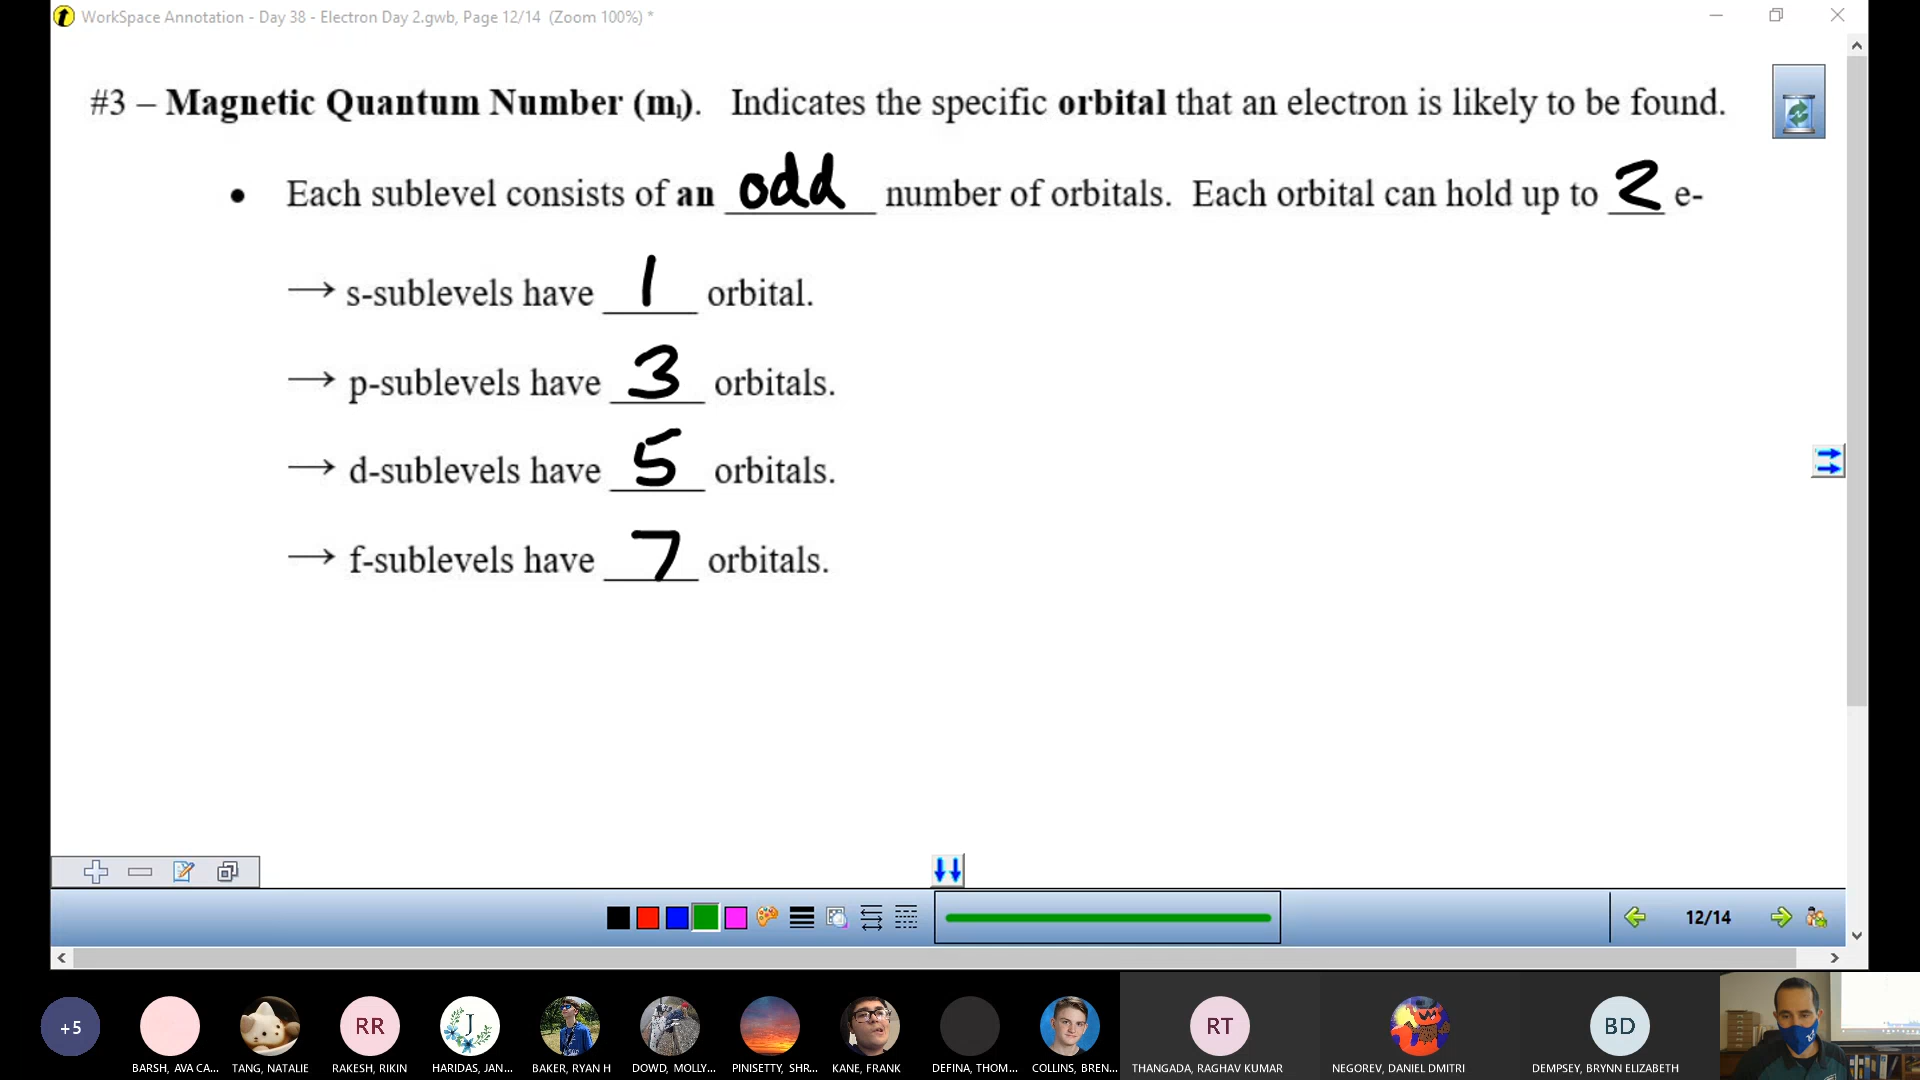 WorkSpace Annotation - Day 38 - Electron Day 2.gwb, Page 12/14 (Zoom 100%) *
#3 – Magnetic Quantum Number (mₗ). Indicates the specific orbital that an electron is likely to be found.
• Each sublevel consists of an odd number of orbitals. Each orbital can hold up to 2 e-
→ s-sublevels have 1 orbital.
→ p-sublevels have 3 orbitals.
→ d-sublevels have 5 orbitals.
→ f-sublevels have 7 orbitals.
12/14
+5 RR J RT BD
BARSH, AVA CA... TANG, NATALIE RAKESH, RIKIN HARIDAS, JAN... BAKER, RYAN H DOWD, MOLLY... PINISETTY, SHR... KANE, FRANK DEFINA, THOM... COLLINS, BREN... THANGADA, RAGHAV KUMAR NEGOREV, DANIEL DMITRI DEMPSEY, BRYNN ELIZABETH